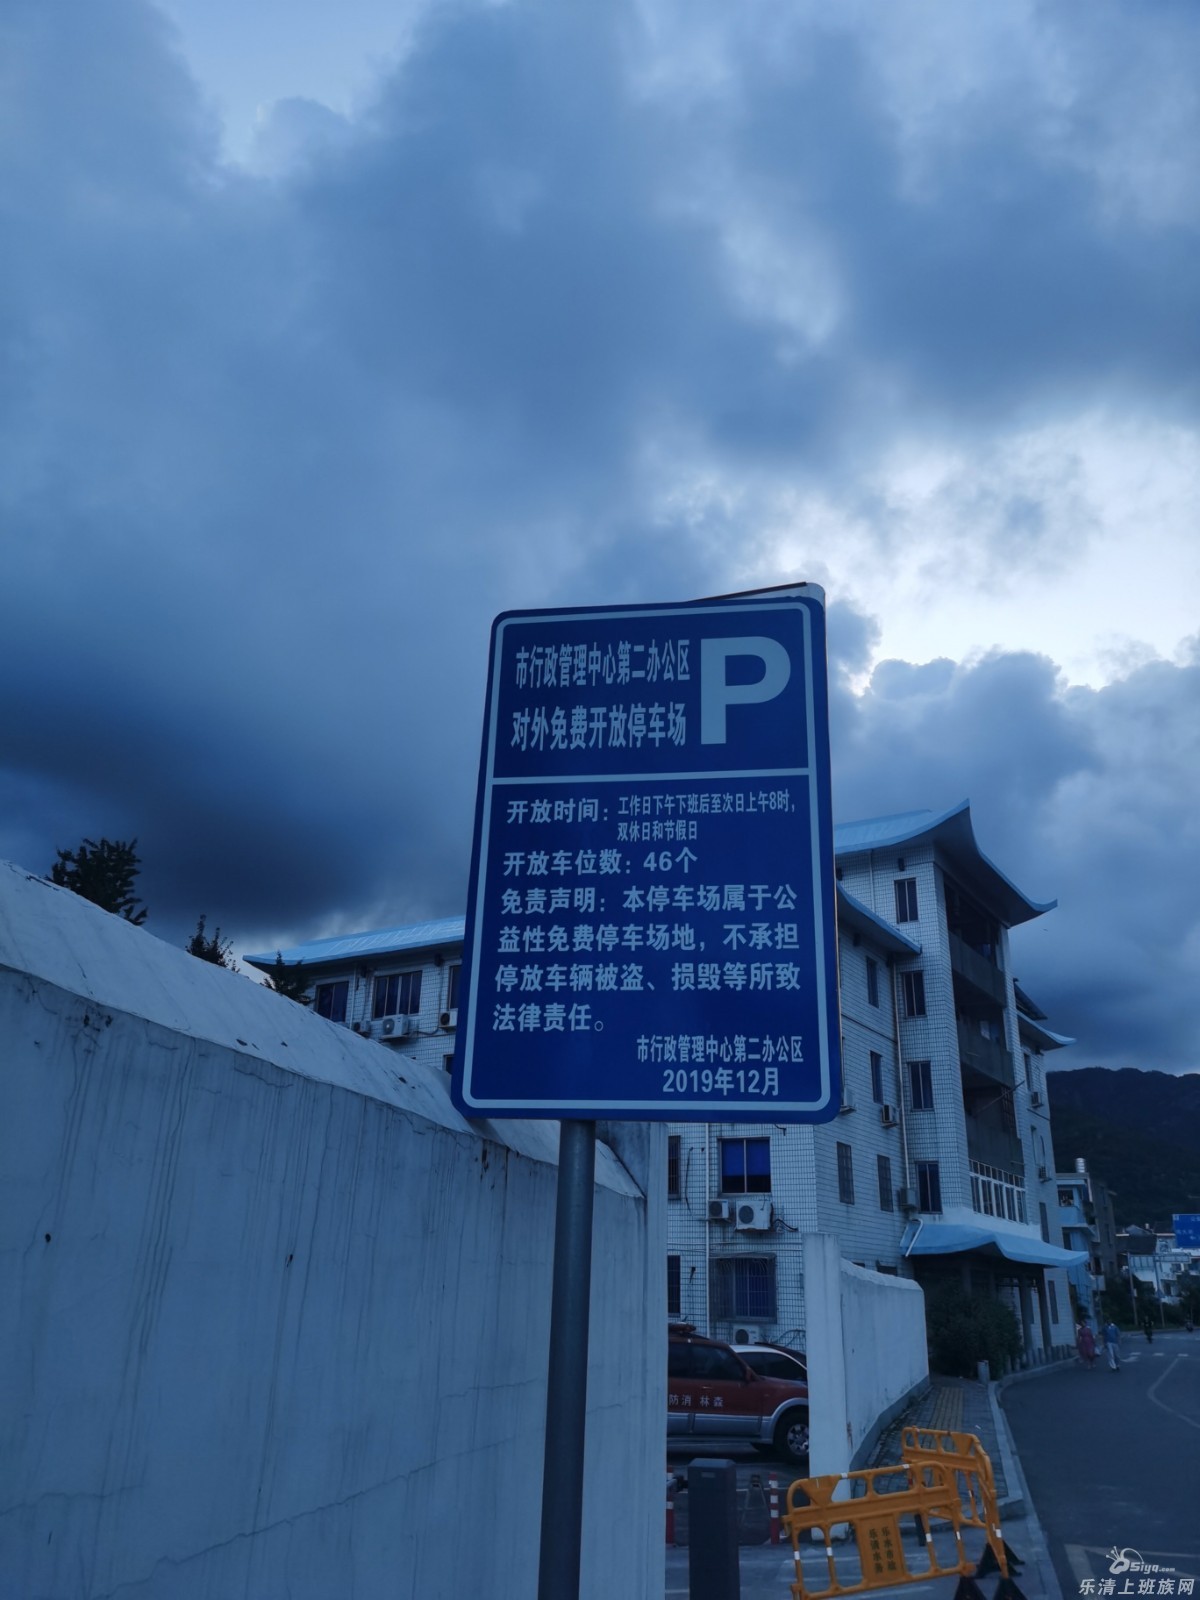 市行政管理中心第二办公区
对外免费开放停车场
P
开放时间：工作日下午下班后至次日上午8时，
双休日和节假日
开放车位数：46个
免责声明：本停车场属于公
益性免费停车场地，不承担
停放车辆被盗、损毁等所致
法律责任。
市行政管理中心第二办公区
2019年12月
防消 林森
乐清上班族网